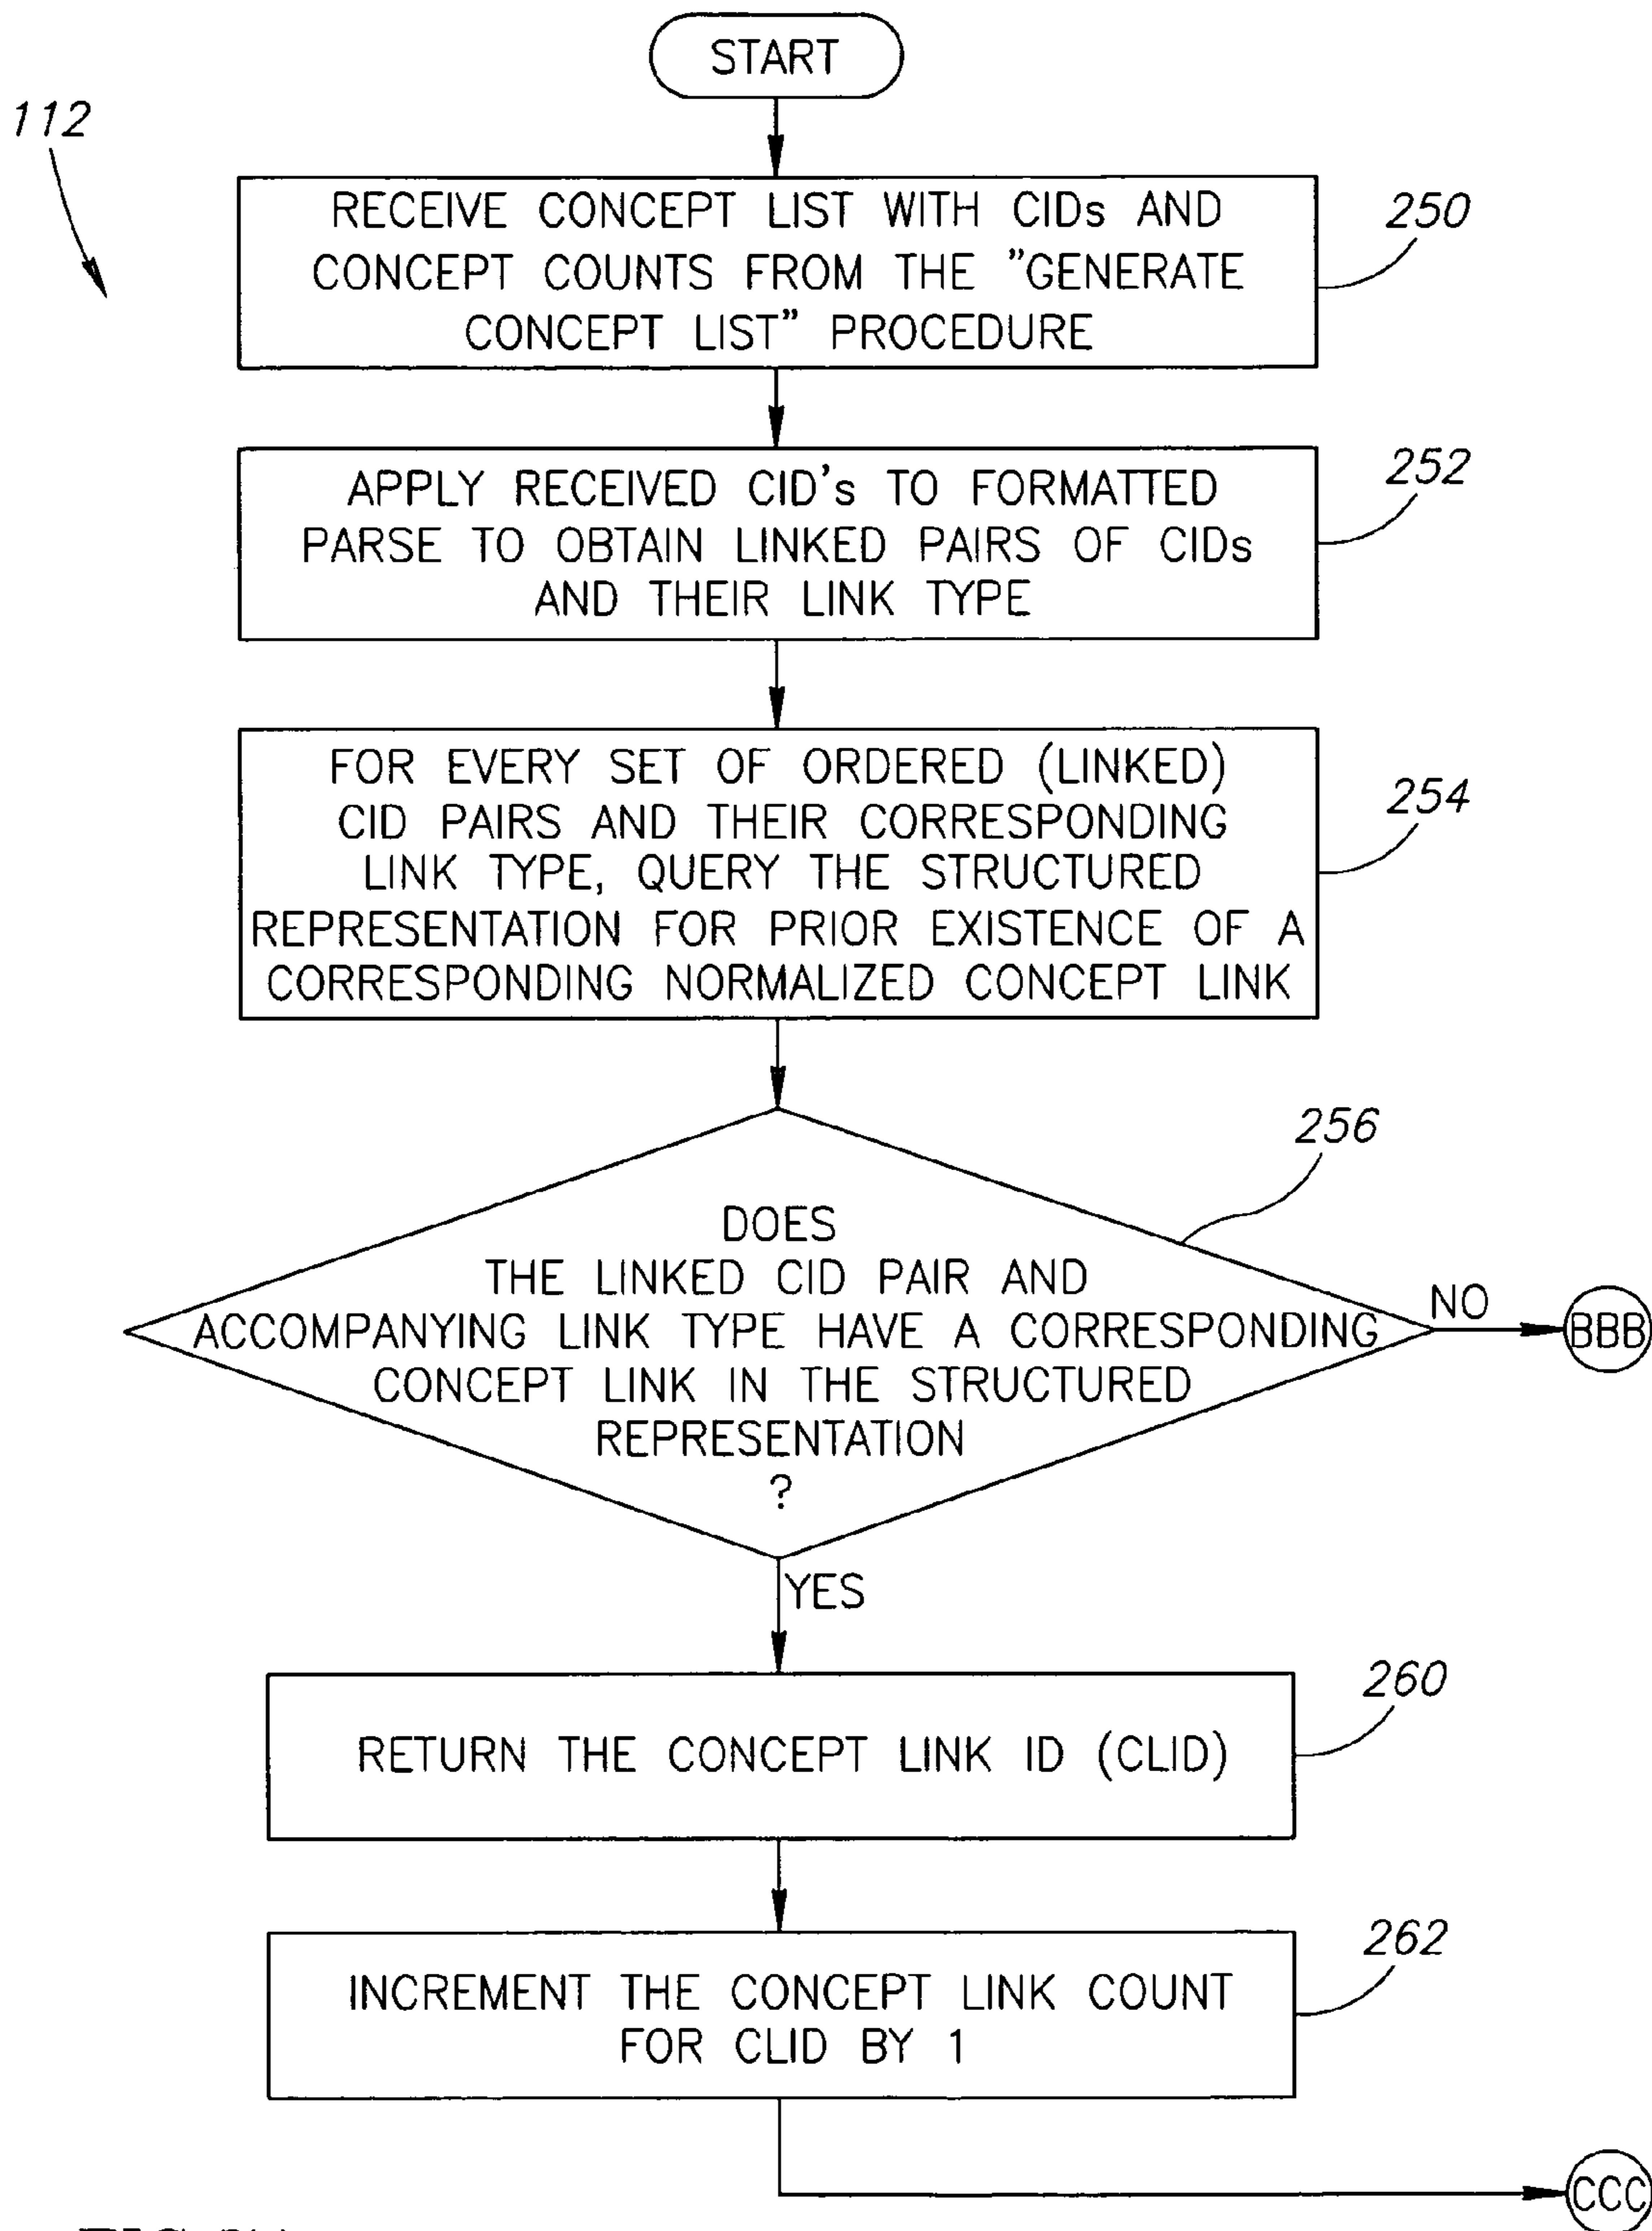 START
112
RECEIVE CONCEPT LIST WITH CIDs AND
CONCEPT COUNTS FROM THE "GENERATE
CONCEPT LIST" PROCEDURE
250
APPLY RECEIVED CID's TO FORMATTED
PARSE TO OBTAIN LINKED PAIRS OF CIDs
AND THEIR LINK TYPE
252
FOR EVERY SET OF ORDERED (LINKED)
CID PAIRS AND THEIR CORRESPONDING
LINK TYPE, QUERY THE STRUCTURED
REPRESENTATION FOR PRIOR EXISTENCE OF A
CORRESPONDING NORMALIZED CONCEPT LINK
254
256
DOES
THE LINKED CID PAIR AND
ACCOMPANYING LINK TYPE HAVE A CORRESPONDING
CONCEPT LINK IN THE STRUCTURED
REPRESENTATION
?
NO
BBB
YES
RETURN THE CONCEPT LINK ID (CLID)
260
INCREMENT THE CONCEPT LINK COUNT
FOR CLID BY 1
262
CCC